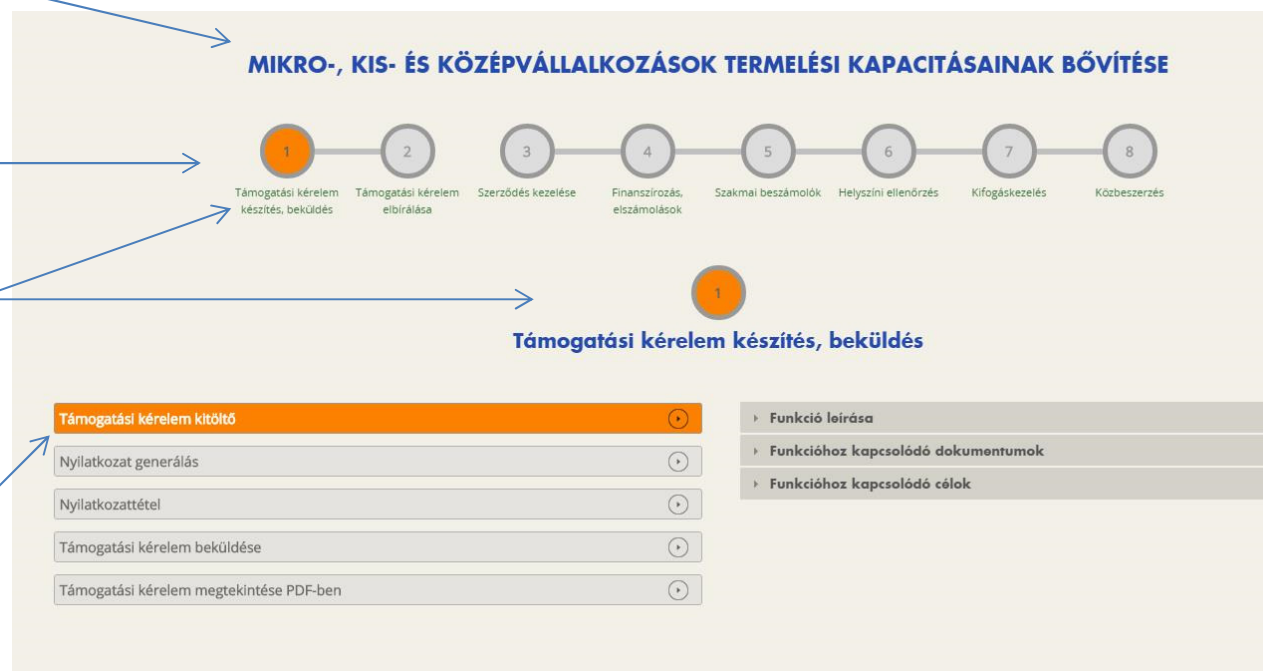 MIKRO-, KIS- ÉS KÖZÉPVÁLLALKOZÁSOK TERMELÉSI KAPACITÁSAINAK BŐVÍTÉSE
1
2
3
4
5
6
7
8
Támogatási kérelem
készítés, beküldés
Támogatási kérelem
elbírálása
Szerződés kezelése
Finanszírozás,
elszámolások
Szakmai beszámolók
Helyszíni ellenőrzés
Kifogáskezelés
Közbeszerzés
1
Támogatási kérelem készítés, beküldés
Támogatási kérelem kitöltő
Nyilatkozat generálás
Nyilatkozattétel
Támogatási kérelem beküldése
Támogatási kérelem megtekintése PDF-ben
Funkció leírása
Funkcióhoz kapcsolódó dokumentumok
Funkcióhoz kapcsolódó célok